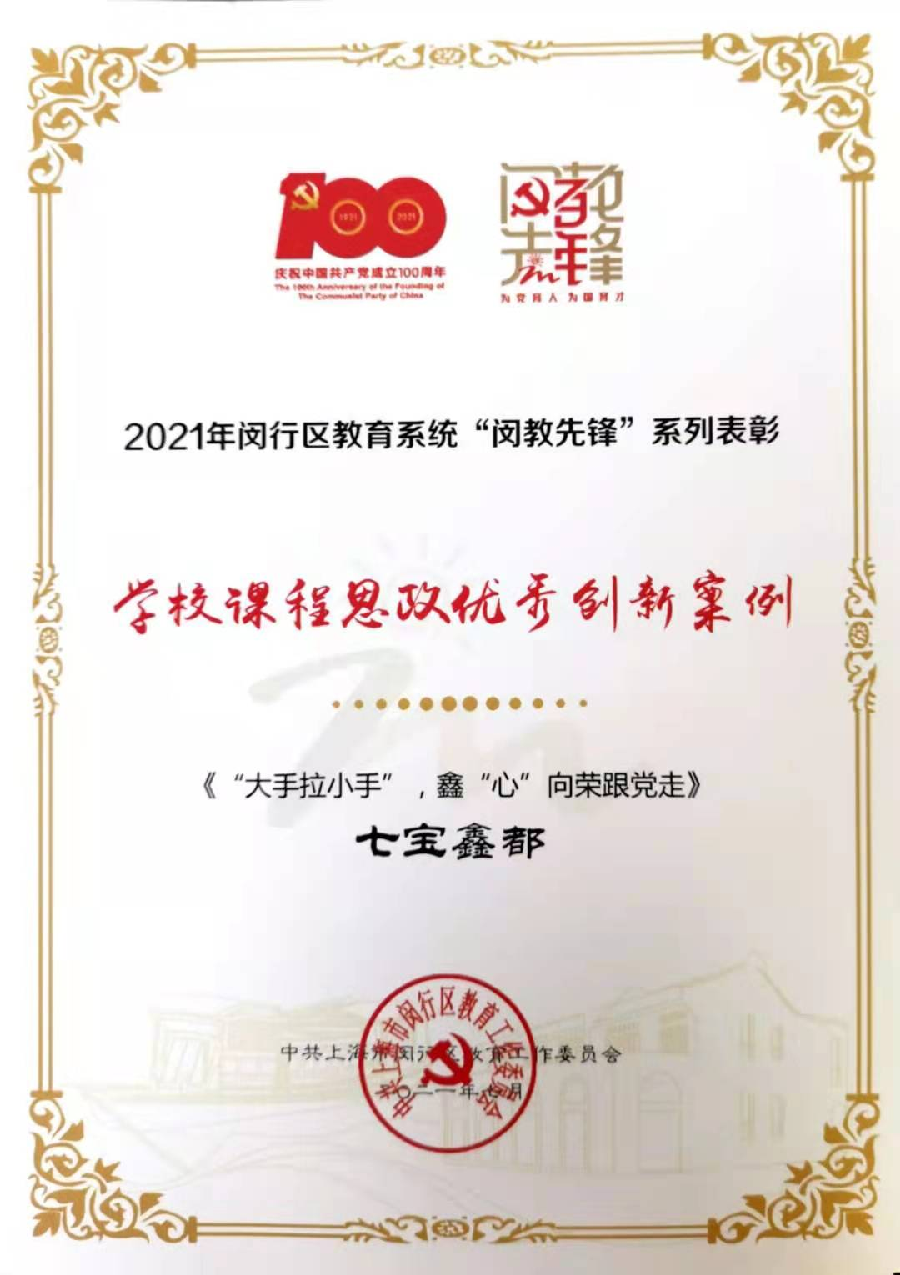 100
1921
2021
庆祝中国共产党成立100周年
The 100th Anniversary of the Founding of
The Communist Party of China
闵教
先锋
为党育人为国育才
2021年闵行区教育系统“闵教先锋”系列表彰
学校课程思政优秀创新案例
《“大手拉小手”，鑫“心”向荣跟党走》
七宝鑫都
中共上海市闵行区教育工作委员会
中共上海市闵行区教育工作委员会
二〇二一年七月